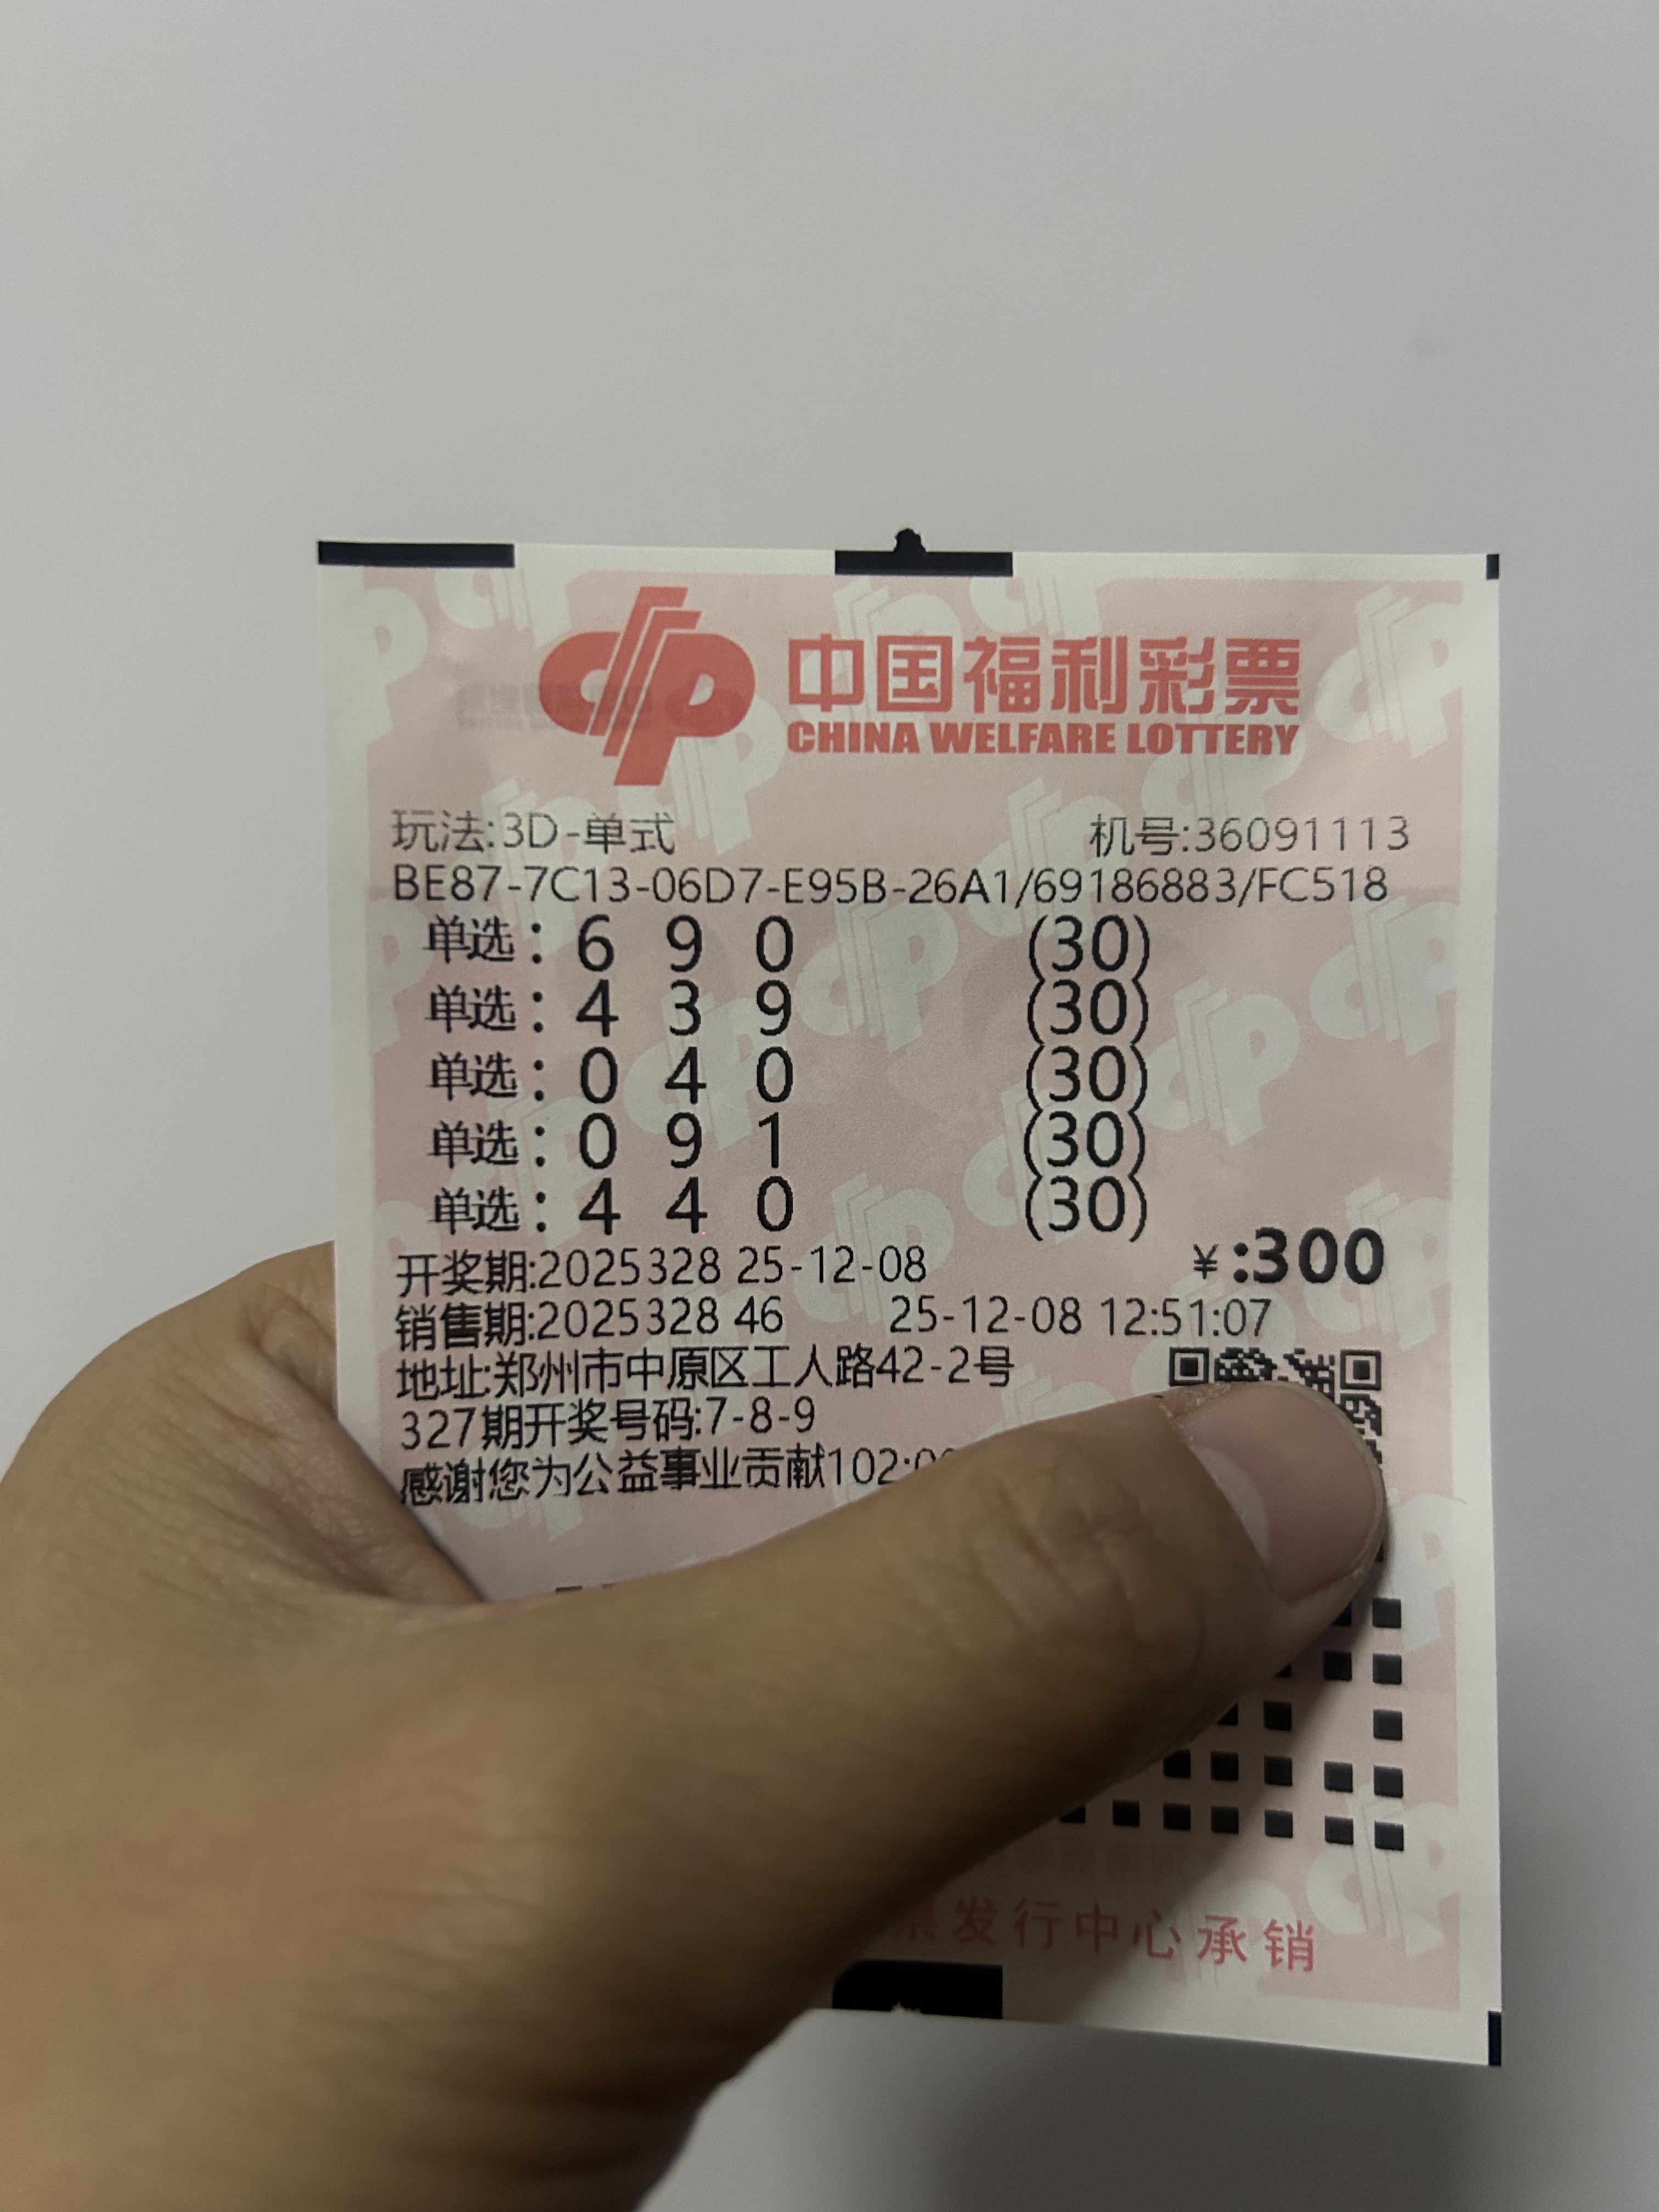 中国福利彩票
CHINA WELFARE LOTTERY
玩法:3D-单式 机号:36091113
BE87-7C13-06D7-E95B-26A1/69186883/FC518
单选: 6 9 0 (30)
单选: 4 3 9 (30)
单选: 0 4 0 (30)
单选: 0 9 1 (30)
单选: 4 4 0 (30)
开奖期:2025328 25-12-08 ¥:300
销售期:2025328 46 25-12-08 12:51:07
地址:郑州市中原区工人路42-2号
327期开奖号码:7-8-9
感谢您为公益事业贡献102:0
票发行中心承销